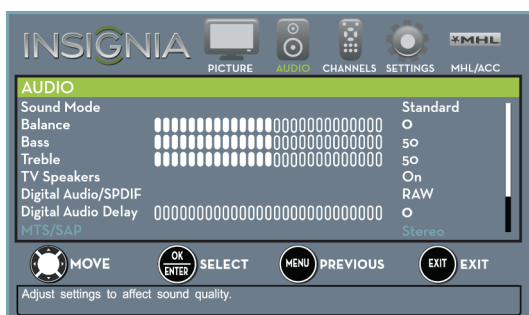 INSIGNIA
PICTURE AUDIO CHANNELS SETTINGS MHL MHL/ACC
AUDIO
Sound Mode Standard
Balance 0
Bass 50
Treble 50
TV Speakers On
Digital Audio/SPDIF RAW
Digital Audio Delay 0
MTS/SAP Stereo
MOVE OK ENTER SELECT MENU PREVIOUS EXIT EXIT
Adjust settings to affect sound quality.